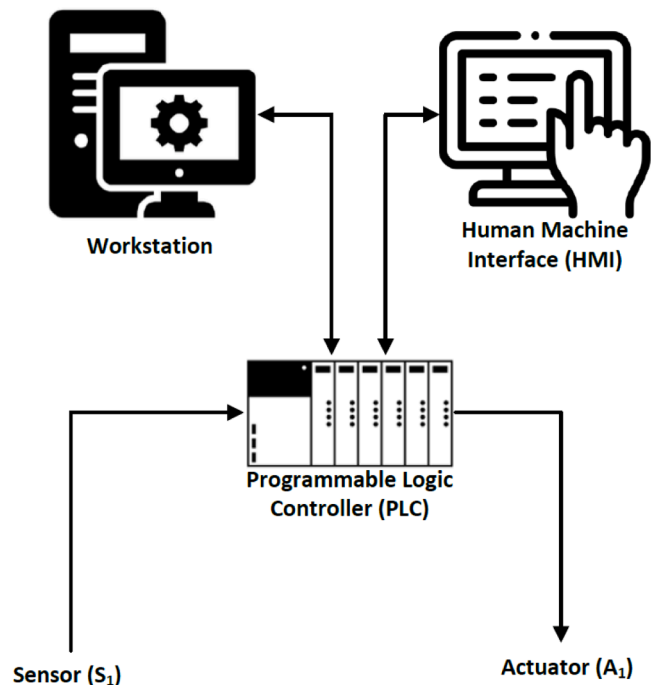 Workstation
Human Machine
Interface (HMI)
Programmable Logic
Controller (PLC)
Sensor (S₁)
Actuator (A₁)